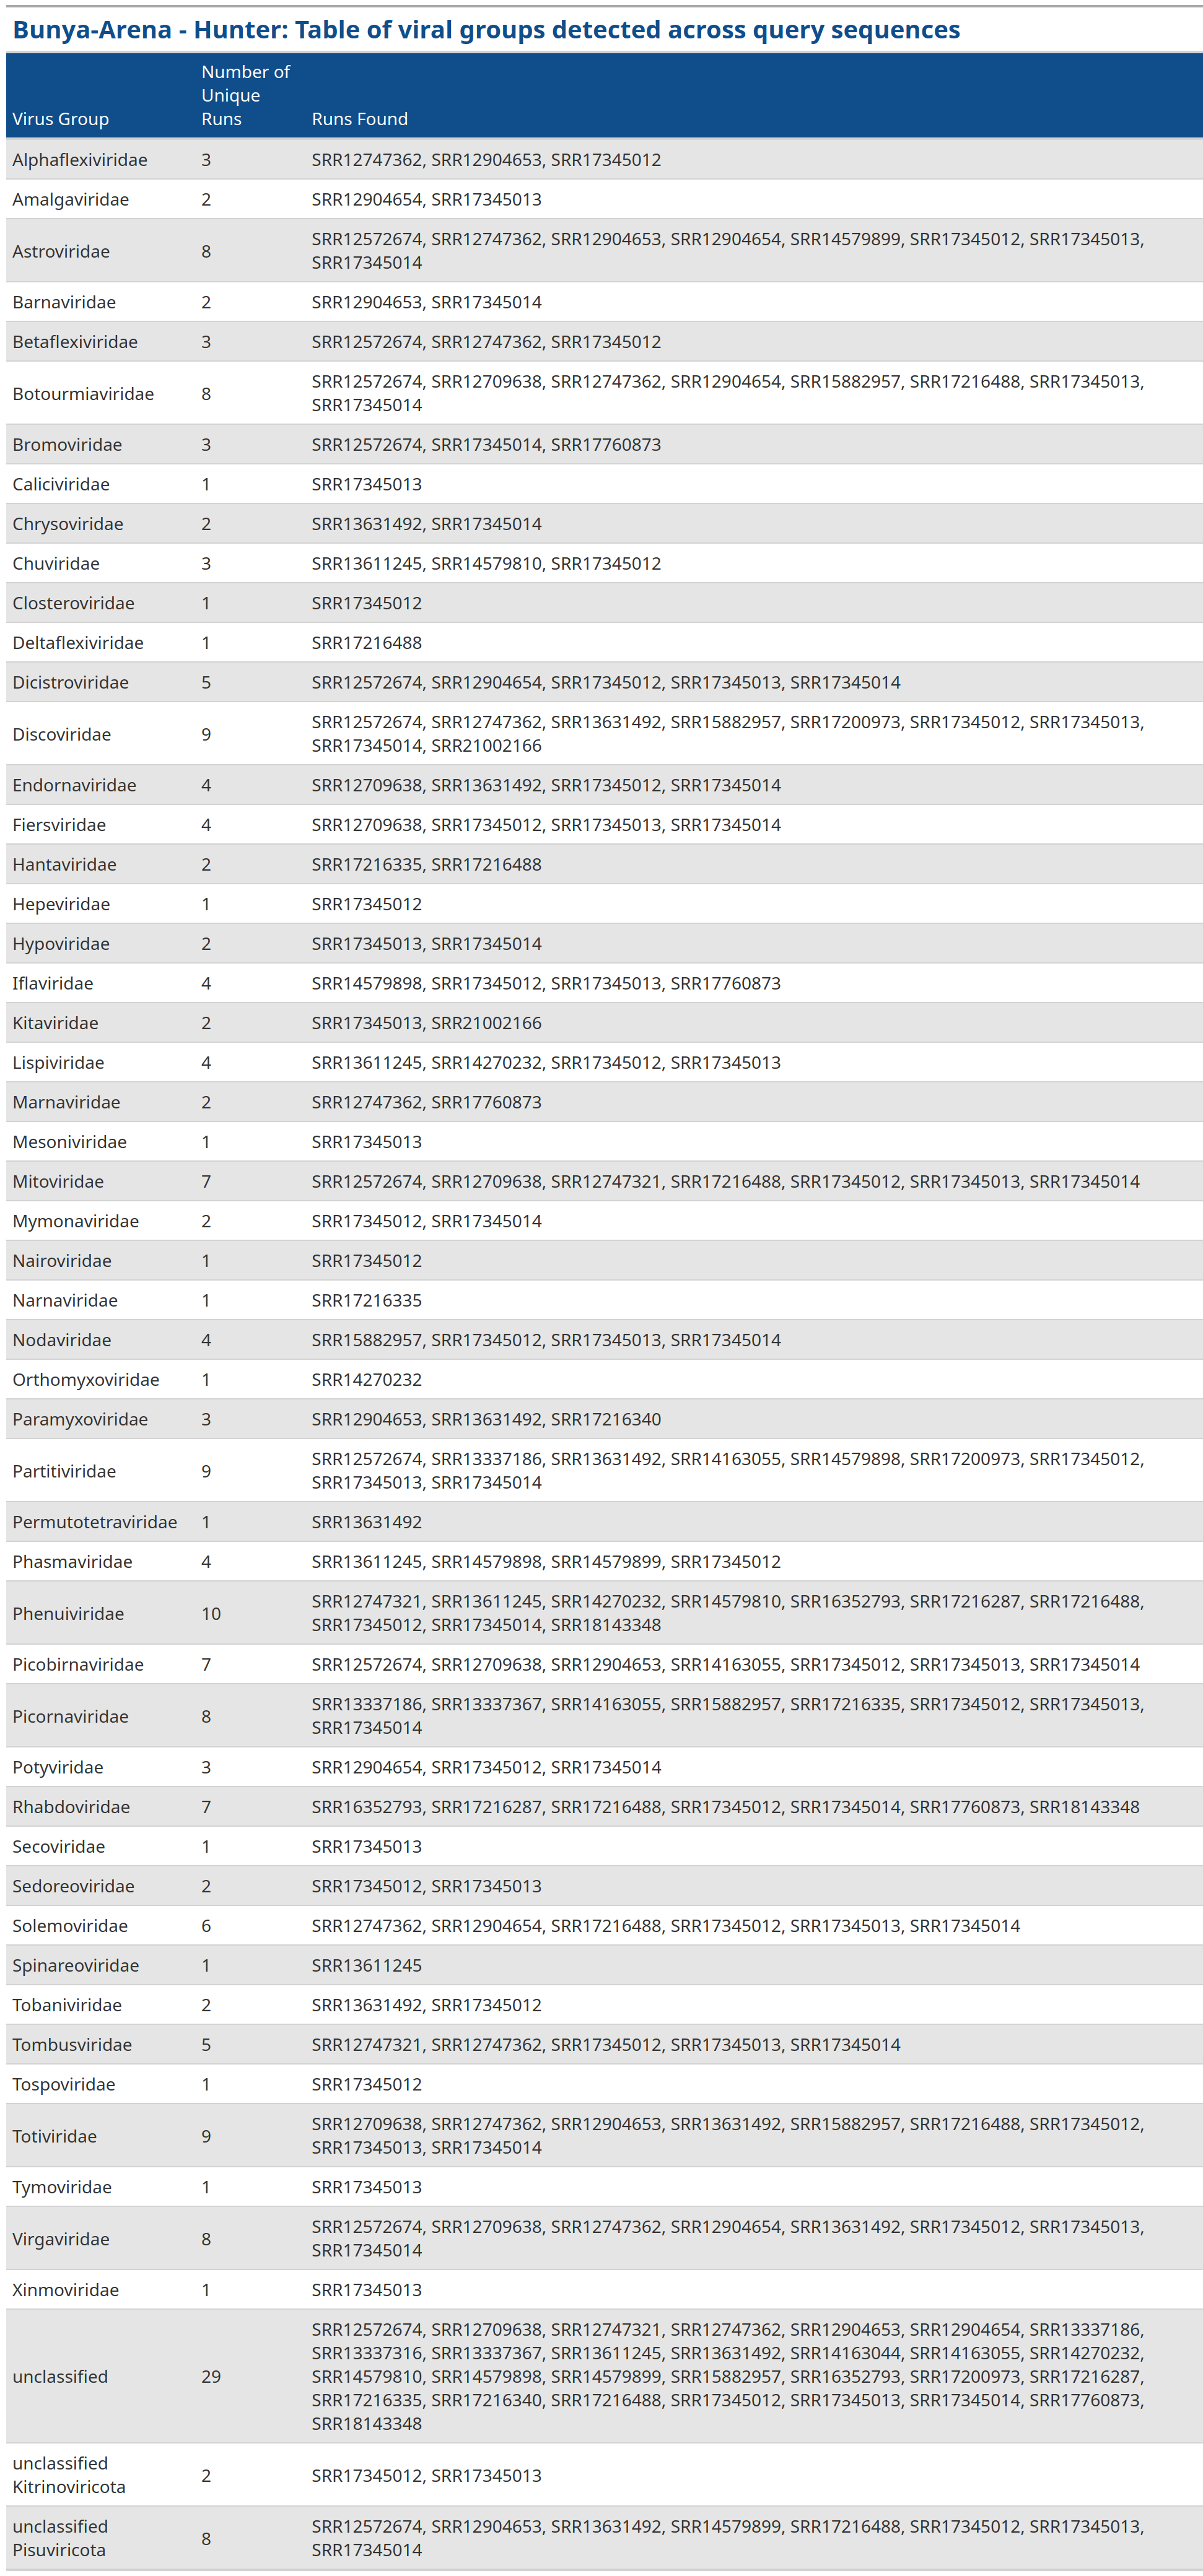 Bunya-Arena - Hunter: Table of viral groups detected across query sequences
Number of
Unique
Virus Group Runs Runs Found
Alphaflexiviridae 3 SRR12747362, SRR12904653, SRR17345012
Amalgaviridae 2 SRR12904654, SRR17345013
SRR12572674, SRR12747362, SRR12904653, SRR12904654, SRR14579899, SRR17345012, SRR17345013,
Astroviridae 8
SRR17345014
Barnaviridae 2 SRR12904653, SRR17345014
Betaflexiviridae 3 SRR12572674, SRR12747362, SRR17345012
SRR12572674, SRR12709638, SRR12747362, SRR12904654, SRR15882957, SRR17216488, SRR17345013,
Botourmiaviridae 8
SRR17345014
Bromoviridae 3 SRR12572674, SRR17345014, SRR17760873
Caliciviridae 1 SRR17345013
Chrysoviridae 2 SRR13631492, SRR17345014
Chuviridae 3 SRR13611245, SRR14579810, SRR17345012
Closteroviridae 1 SRR17345012
Deltaflexiviridae 1 SRR17216488
Dicistroviridae 5 SRR12572674, SRR12904654, SRR17345012, SRR17345013, SRR17345014
SRR12572674, SRR12747362, SRR13631492, SRR15882957, SRR17200973, SRR17345012, SRR17345013,
Discoviridae 9
SRR17345014, SRR21002166
Endornaviridae 4 SRR12709638, SRR13631492, SRR17345012, SRR17345014
Fiersviridae 4 SRR12709638, SRR17345012, SRR17345013, SRR17345014
Hantaviridae 2 SRR17216335, SRR17216488
Hepeviridae 1 SRR17345012
Hypoviridae 2 SRR17345013, SRR17345014
Iflaviridae 4 SRR14579898, SRR17345012, SRR17345013, SRR17760873
Kitaviridae 2 SRR17345013, SRR21002166
Lispiviridae 4 SRR13611245, SRR14270232, SRR17345012, SRR17345013
Marnaviridae 2 SRR12747362, SRR17760873
Mesoniviridae 1 SRR17345013
Mitoviridae 7 SRR12572674, SRR12709638, SRR12747321, SRR17216488, SRR17345012, SRR17345013, SRR17345014
Mymonaviridae 2 SRR17345012, SRR17345014
Nairoviridae 1 SRR17345012
Narnaviridae 1 SRR17216335
Nodaviridae 4 SRR15882957, SRR17345012, SRR17345013, SRR17345014
Orthomyxoviridae 1 SRR14270232
Paramyxoviridae 3 SRR12904653, SRR13631492, SRR17216340
SRR12572674, SRR13337186, SRR13631492, SRR14163055, SRR14579898, SRR17200973, SRR17345012,
Partitiviridae 9
SRR17345013, SRR17345014
Permutotetraviridae 1 SRR13631492
Phasmaviridae 4 SRR13611245, SRR14579898, SRR14579899, SRR17345012
SRR12747321, SRR13611245, SRR14270232, SRR14579810, SRR16352793, SRR17216287, SRR17216488,
Phenuiviridae 10
SRR17345012, SRR17345014, SRR18143348
Picobirnaviridae 7 SRR12572674, SRR12709638, SRR12904653, SRR14163055, SRR17345012, SRR17345013, SRR17345014
SRR13337186, SRR13337367, SRR14163055, SRR15882957, SRR17216335, SRR17345012, SRR17345013,
Picornaviridae 8
SRR17345014
Potyviridae 3 SRR12904654, SRR17345012, SRR17345014
Rhabdoviridae 7 SRR16352793, SRR17216287, SRR17216488, SRR17345012, SRR17345014, SRR17760873, SRR18143348
Secoviridae 1 SRR17345013
Sedoreoviridae 2 SRR17345012, SRR17345013
Solemoviridae 6 SRR12747362, SRR12904654, SRR17216488, SRR17345012, SRR17345013, SRR17345014
Spinareoviridae 1 SRR13611245
Tobaniviridae 2 SRR13631492, SRR17345012
Tombusviridae 5 SRR12747321, SRR12747362, SRR17345012, SRR17345013, SRR17345014
Tospoviridae 1 SRR17345012
SRR12709638, SRR12747362, SRR12904653, SRR13631492, SRR15882957, SRR17216488, SRR17345012,
Totiviridae 9
SRR17345013, SRR17345014
Tymoviridae 1 SRR17345013
SRR12572674, SRR12709638, SRR12747362, SRR12904654, SRR13631492, SRR17345012, SRR17345013,
Virgaviridae 8
SRR17345014
Xinmoviridae 1 SRR17345013
SRR12572674, SRR12709638, SRR12747321, SRR12747362, SRR12904653, SRR12904654, SRR13337186,
SRR13337316, SRR13337367, SRR13611245, SRR13631492, SRR14163044, SRR14163055, SRR14270232,
unclassified 29 SRR14579810, SRR14579898, SRR14579899, SRR15882957, SRR16352793, SRR17200973, SRR17216287,
SRR17216335, SRR17216340, SRR17216488, SRR17345012, SRR17345013, SRR17345014, SRR17760873,
SRR18143348
unclassified
Kitrinoviricota 2 SRR17345012, SRR17345013
unclassified SRR12572674, SRR12904653, SRR13631492, SRR14579899, SRR17216488, SRR17345012, SRR17345013,
Pisuviricota 8 SRR17345014